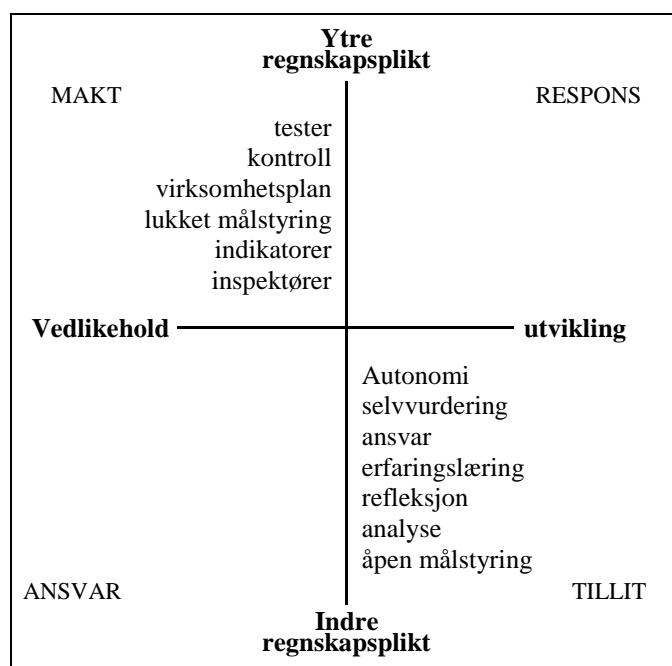 Ytre
regnskapsplikt
MAKT
RESPONS
tester
kontroll
virksomhetsplan
lukket målstyring
indikatorer
inspektører
Vedlikehold
utvikling
Autonomi
selvvurdering
ansvar
erfaringslæring
refleksjon
analyse
åpen målstyring
ANSVAR
TILLIT
Indre
regnskapsplikt